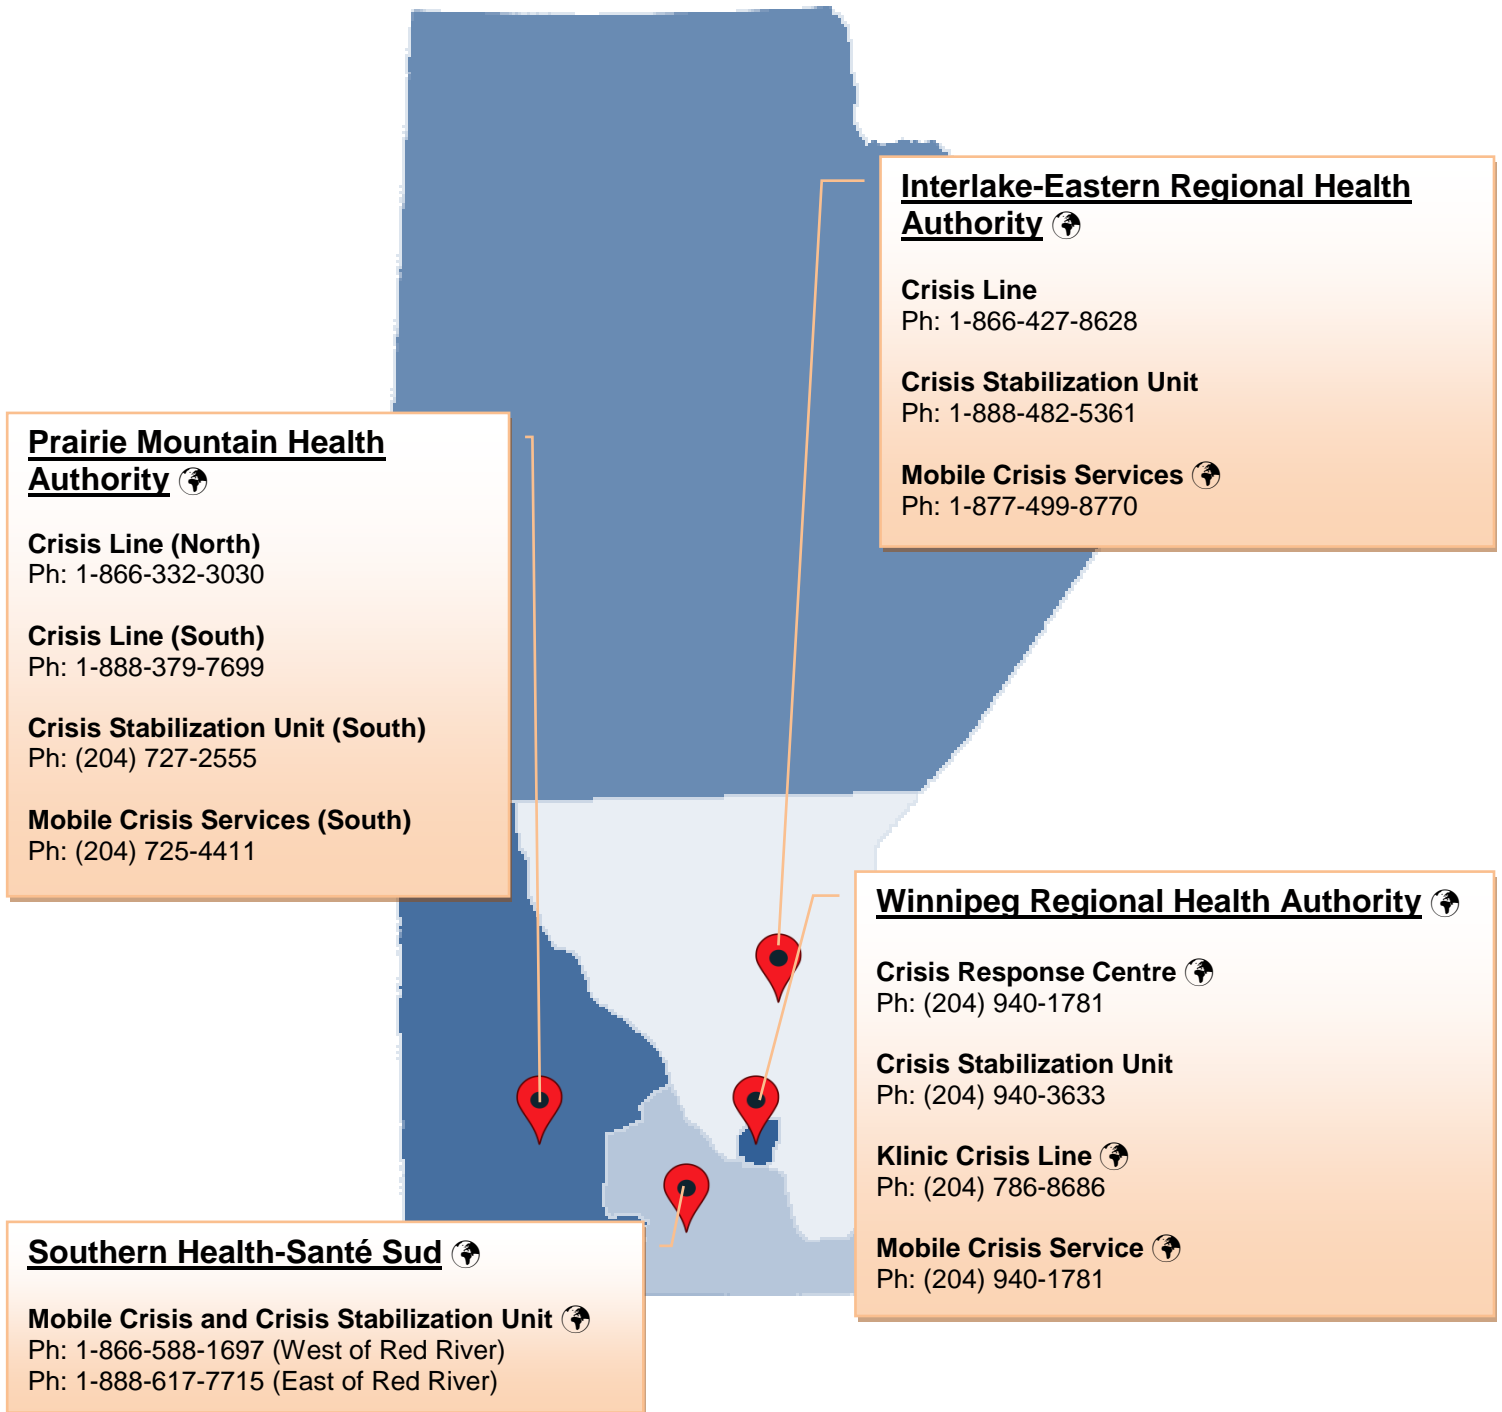 Interlake-Eastern Regional Health
Authority
Crisis Line
Ph: 1-866-427-8628
Crisis Stabilization Unit
Ph: 1-888-482-5361
Mobile Crisis Services
Ph: 1-877-499-8770
Prairie Mountain Health
Authority
Crisis Line (North)
Ph: 1-866-332-3030
Crisis Line (South)
Ph: 1-888-379-7699
Crisis Stabilization Unit (South)
Ph: (204) 727-2555
Mobile Crisis Services (South)
Ph: (204) 725-4411
Winnipeg Regional Health Authority
Crisis Response Centre
Ph: (204) 940-1781
Crisis Stabilization Unit
Ph: (204) 940-3633
Klinic Crisis Line
Ph: (204) 786-8686
Mobile Crisis Service
Ph: (204) 940-1781
Southern Health-Santé Sud
Mobile Crisis and Crisis Stabilization Unit
Ph: 1-866-588-1697 (West of Red River)
Ph: 1-888-617-7715 (East of Red River)